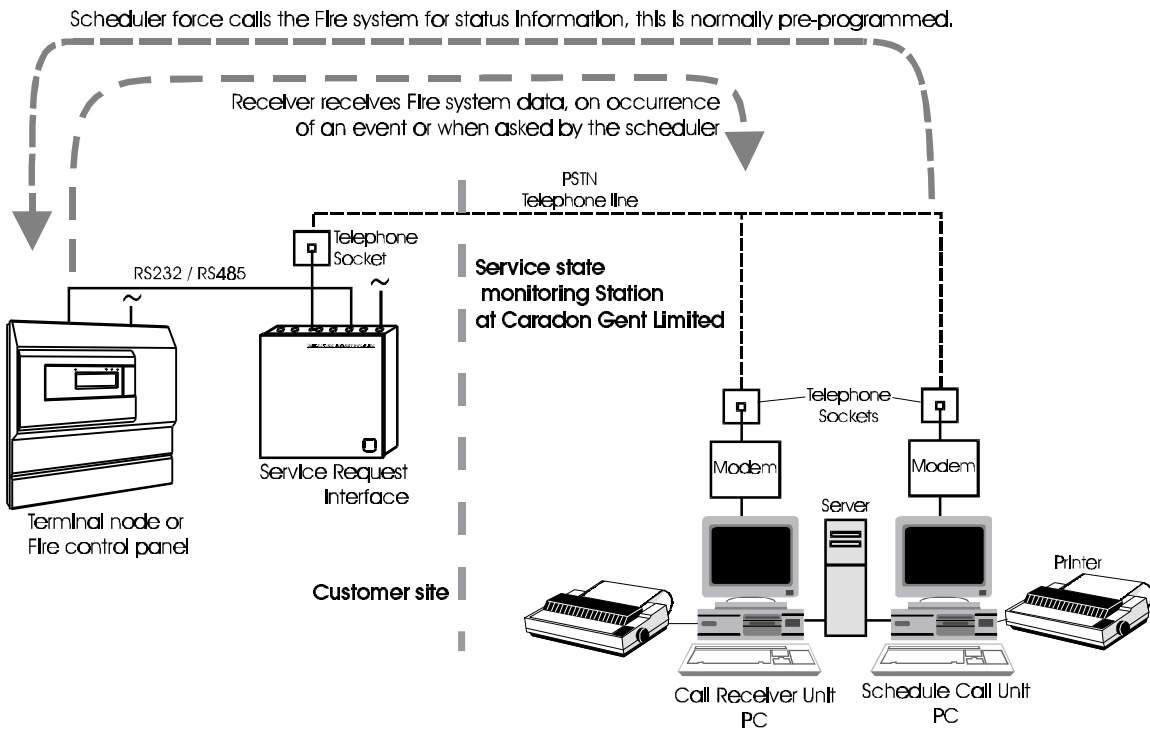 Scheduler force calls the Fire system for status information, this is normally pre-programmed.
Receiver receives Fire system data, on occurrence
of an event or when asked by the scheduler
PSTN
Telephone line
Telephone
Socket
RS232 / RS485
~
~
Service state
monitoring Station
at Caradon Gent Limited
Telephone
Sockets
Service Request
Interface
Modem
Modem
Terminal node or
Fire control panel
Server
Printer
Customer site
Call Receiver Unit
PC
Schedule Call Unit
PC